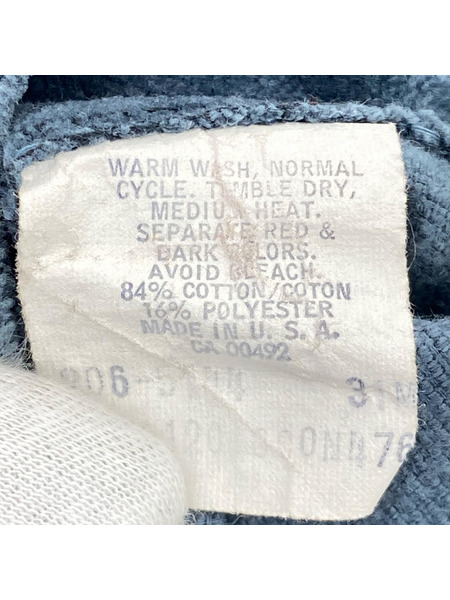 WARM WASH, NORMAL
CYCLE. TUMBLE DRY,
MEDIUM HEAT.
SEPARATE RED &
DARK COLORS.
AVOID BLEACH.
84% COTTON/COTON
16% POLYESTER
MADE IN U. S. A.
CA 00492
31